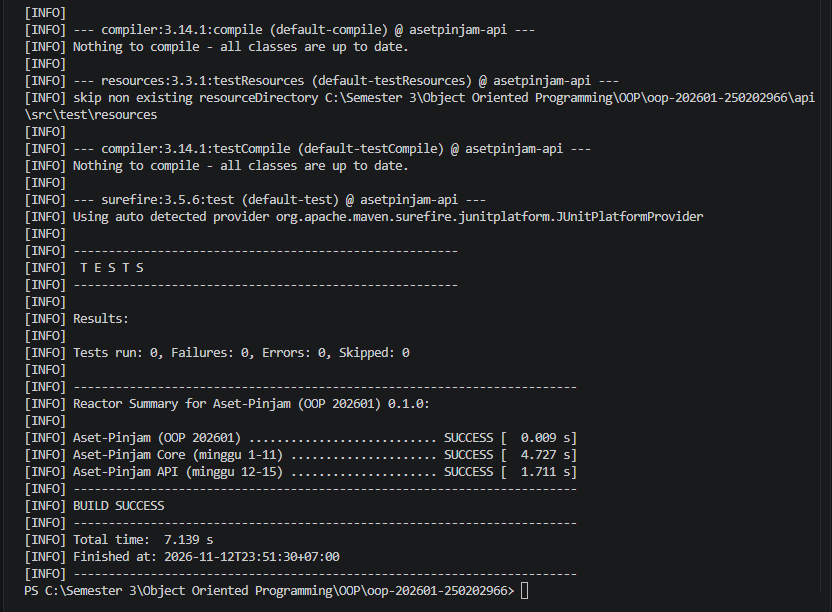 [INFO]
[INFO] --- compiler:3.14.1:compile (default-compile) @ asetpinjam-api ---
[INFO] Nothing to compile - all classes are up to date.
[INFO]
[INFO] --- resources:3.3.1:testResources (default-testResources) @ asetpinjam-api ---
[INFO] skip non existing resourceDirectory C:\Semester 3\Object Oriented Programming\OOP\oop-202601-250202966\api
\src\test\resources
[INFO]
[INFO] --- compiler:3.14.1:testCompile (default-testCompile) @ asetpinjam-api ---
[INFO] Nothing to compile - all classes are up to date.
[INFO]
[INFO] --- surefire:3.5.6:test (default-test) @ asetpinjam-api ---
[INFO] Using auto detected provider org.apache.maven.surefire.junitplatform.JUnitPlatformProvider
[INFO]
[INFO] -------------------------------------------------------
[INFO]  T E S T S
[INFO] -------------------------------------------------------
[INFO]
[INFO] Results:
[INFO]
[INFO] Tests run: 0, Failures: 0, Errors: 0, Skipped: 0
[INFO]
[INFO] ------------------------------------------------------------------------
[INFO] Reactor Summary for Aset-Pinjam (OOP 202601) 0.1.0:
[INFO]
[INFO] Aset-Pinjam (OOP 202601) ........................... SUCCESS [  0.009 s]
[INFO] Aset-Pinjam Core (minggu 1-11) ..................... SUCCESS [  4.727 s]
[INFO] Aset-Pinjam API (minggu 12-15) ..................... SUCCESS [  1.711 s]
[INFO] ------------------------------------------------------------------------
[INFO] BUILD SUCCESS
[INFO] ------------------------------------------------------------------------
[INFO] Total time:  7.139 s
[INFO] Finished at: 2026-11-12T23:51:30+07:00
[INFO] ------------------------------------------------------------------------
PS C:\Semester 3\Object Oriented Programming\OOP\oop-202601-250202966>